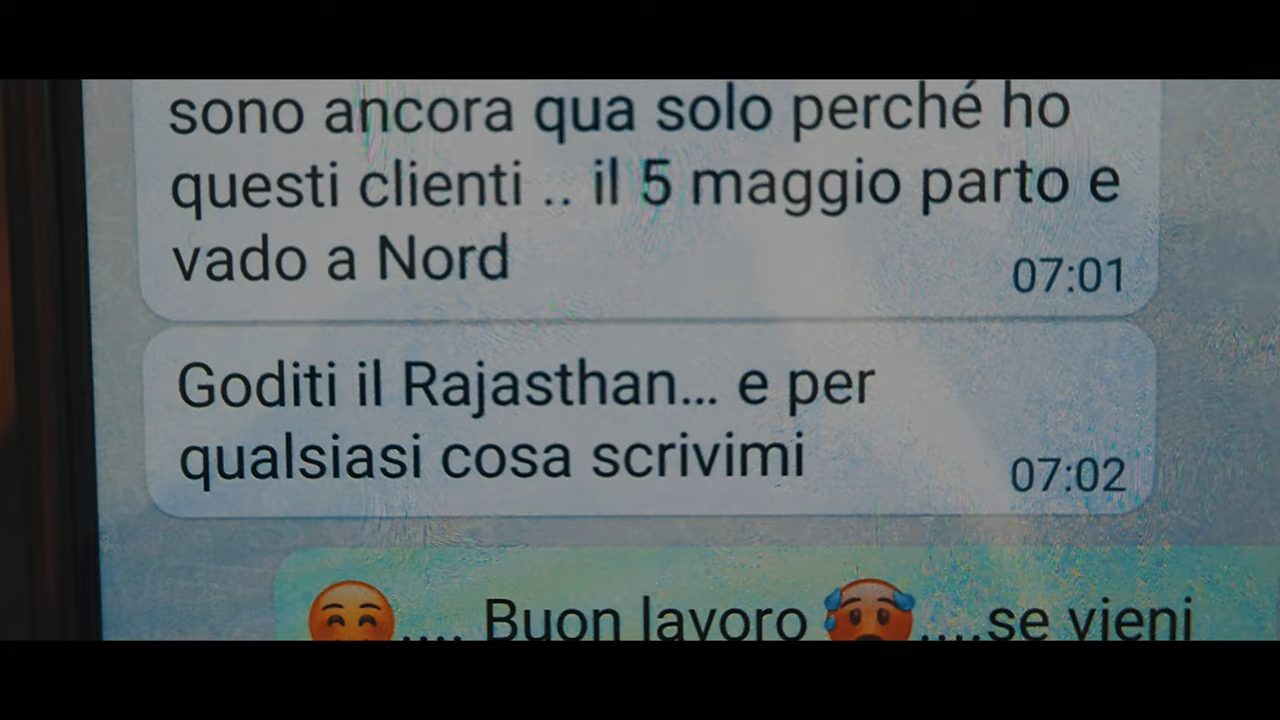 sono ancora qua solo perché ho
questi clienti .. il 5 maggio parto e
vado a Nord
07:01
Goditi il Rajasthan... e per
qualsiasi cosa scrivimi
07:02
😊.... Buon lavoro 🥵....se vieni